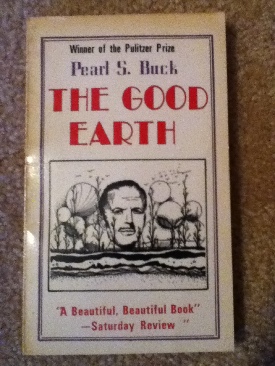 Winner of the Pulitzer Prize
Pearl S. Buck
THE GOOD
EARTH
"A Beautiful, Beautiful Book"
—Saturday Review "